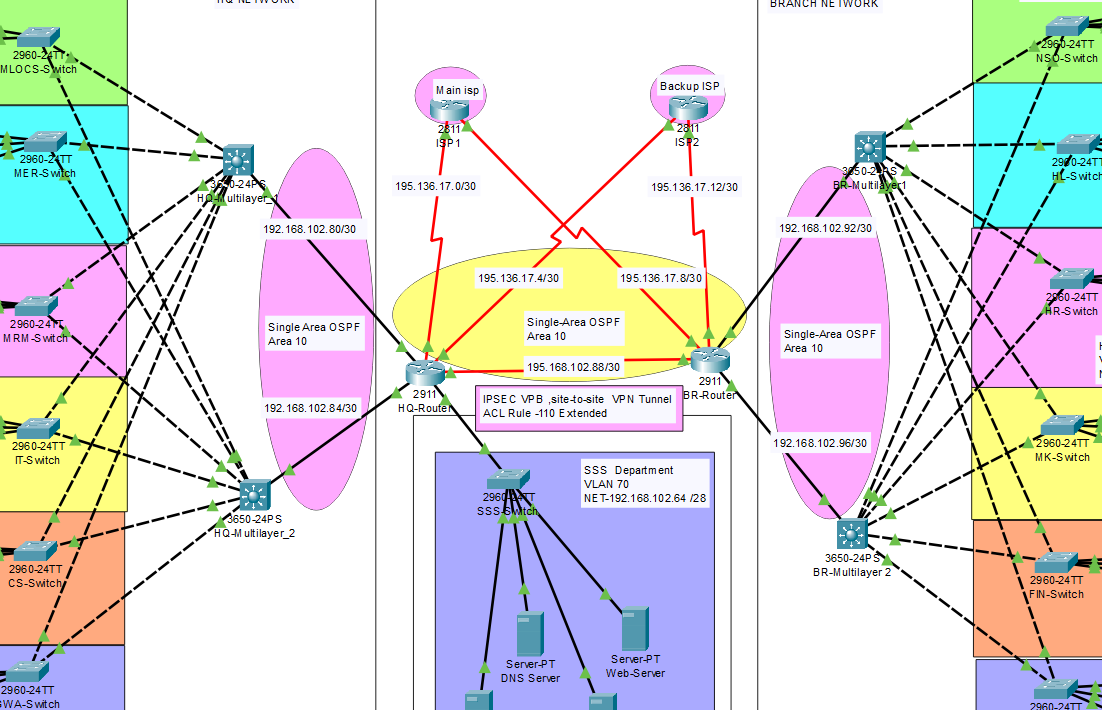 HQ NETWORK
BRANCH NETWORK
2960-24TT
MLOCS-Switch
2960-24TT
MER-Switch
2960-24TT
MRM-Switch
2960-24TT
IT-Switch
2960-24TT
CS-Switch
2960-24TT
GWA-Switch
3650-24PS
HQ-Multilayer_1
3650-24PS
HQ-Mutilayer_2
192.168.102.80/30
Single Area OSPF
Area 10
192.168.102.84/30
Main isp
2811
ISP1
Backup ISP
2811
ISP2
195.136.17.0/30
195.136.17.12/30
195.136.17.4/30
195.136.17.8/30
Single-Area OSPF
Area 10
195.168.102.88/30
2911
HQ-Router
2911
BR-Router
IPSEC VPB ,site-to-site VPN Tunnel
ACL Rule -110 Extended
SSS Department
VLAN 70
NET-192.168.102.64 /28
2960-24TT
SSS-Switch
Server-PT
DNS Server
Server-PT
Web-Server
3650-24PS
BR-Multilayer1
192.168.102.92/30
Single-Area OSPF
Area 10
192.168.102.96/30
3650-24PS
BR-Multilayer 2
2960-24TT
NSO-Switch
2960-24TT
HL-Switch
2960-24TT
HR-Switch
2960-24TT
MK-Switch
2960-24TT
FIN-Switch
2960-24TT